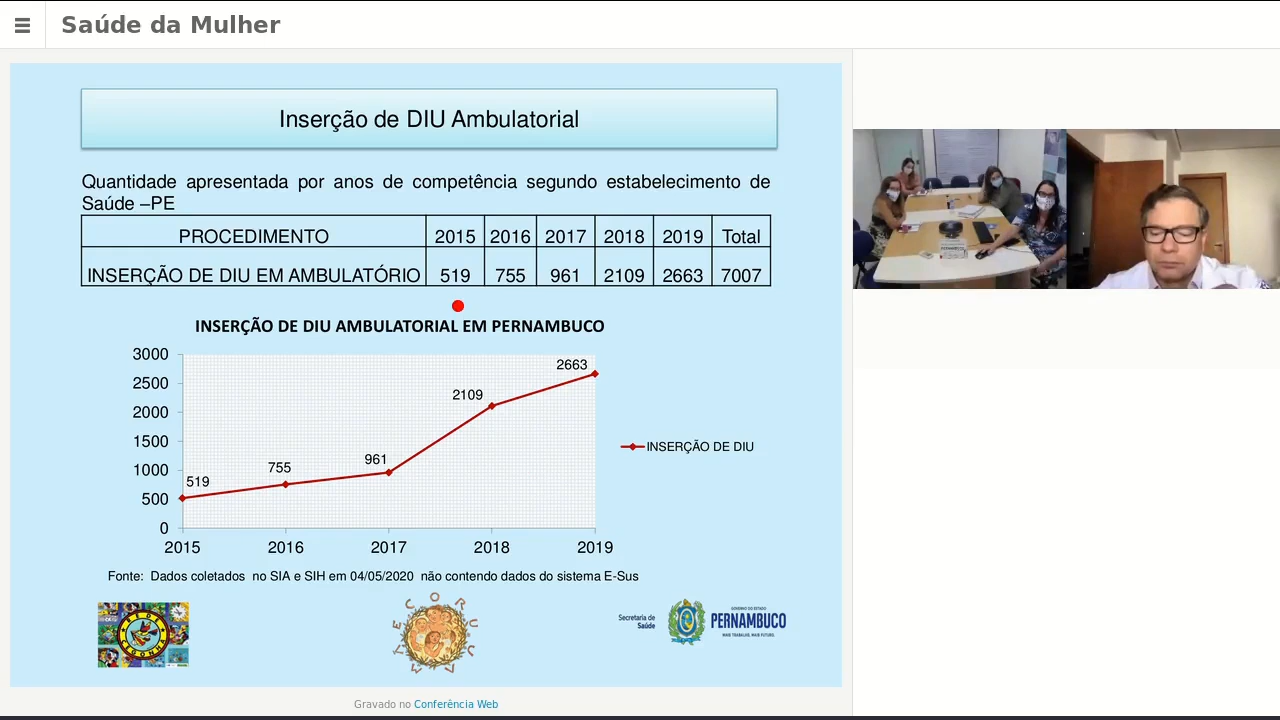 Saúde da Mulher
Inserção de DIU Ambulatorial
Quantidade apresentada por anos de competência segundo estabelecimento de
Saúde –PE
PROCEDIMENTO 2015 2016 2017 2018 2019 Total
INSERÇÃO DE DIU EM AMBULATÓRIO 519 755 961 2109 2663 7007
INSERÇÃO DE DIU AMBULATORIAL EM PERNAMBUCO
3000
2500
2000
1500
1000
500
0
519
755
961
2109
2663
INSERÇÃO DE DIU
2015 2016 2017 2018 2019
Fonte: Dados coletados no SIA e SIH em 04/05/2020 não contendo dados do sistema E-Sus
Secretaria de
Saúde
GOVERNO DO ESTADO
PERNAMBUCO
MAIS TRABALHO, MAIS FUTURO.
Gravado no Conferência Web